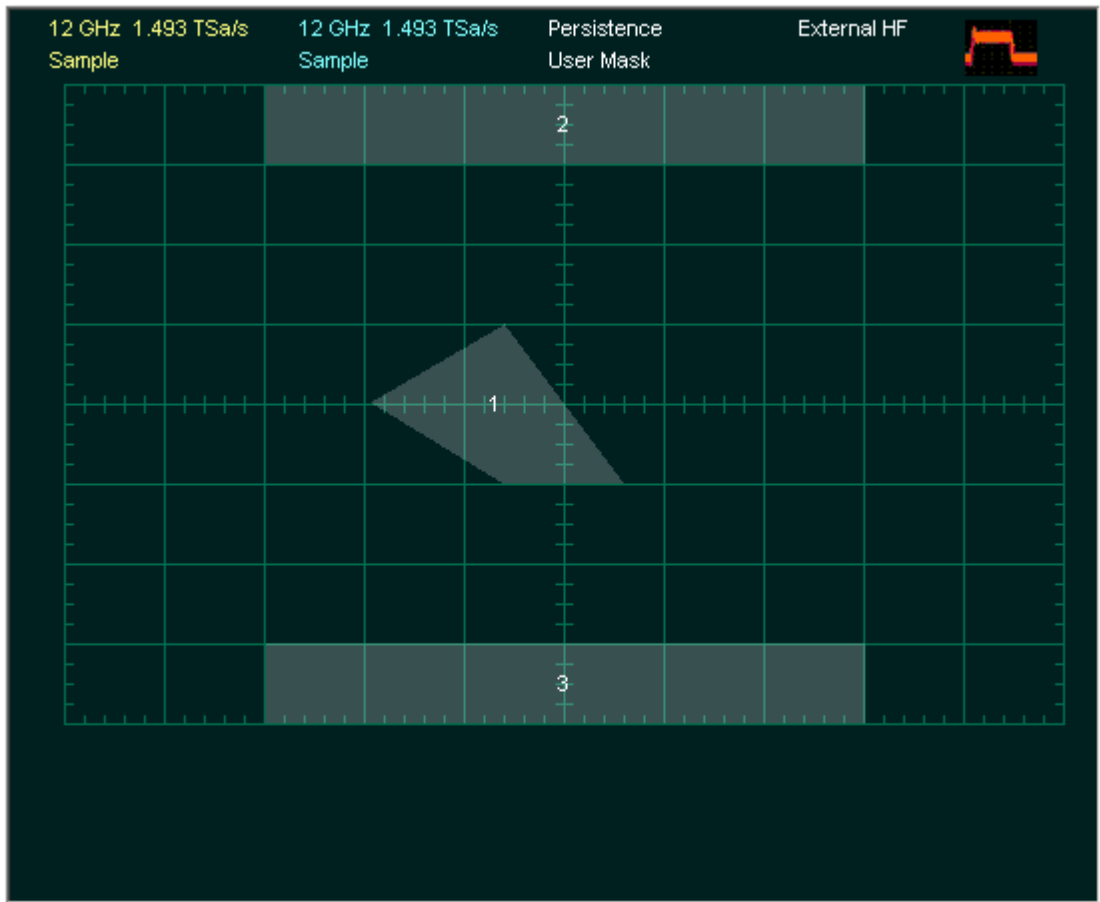 12 GHz 1.493 TSa/s 12 GHz 1.493 TSa/s Persistence External HF
Sample Sample User Mask
2
1
3